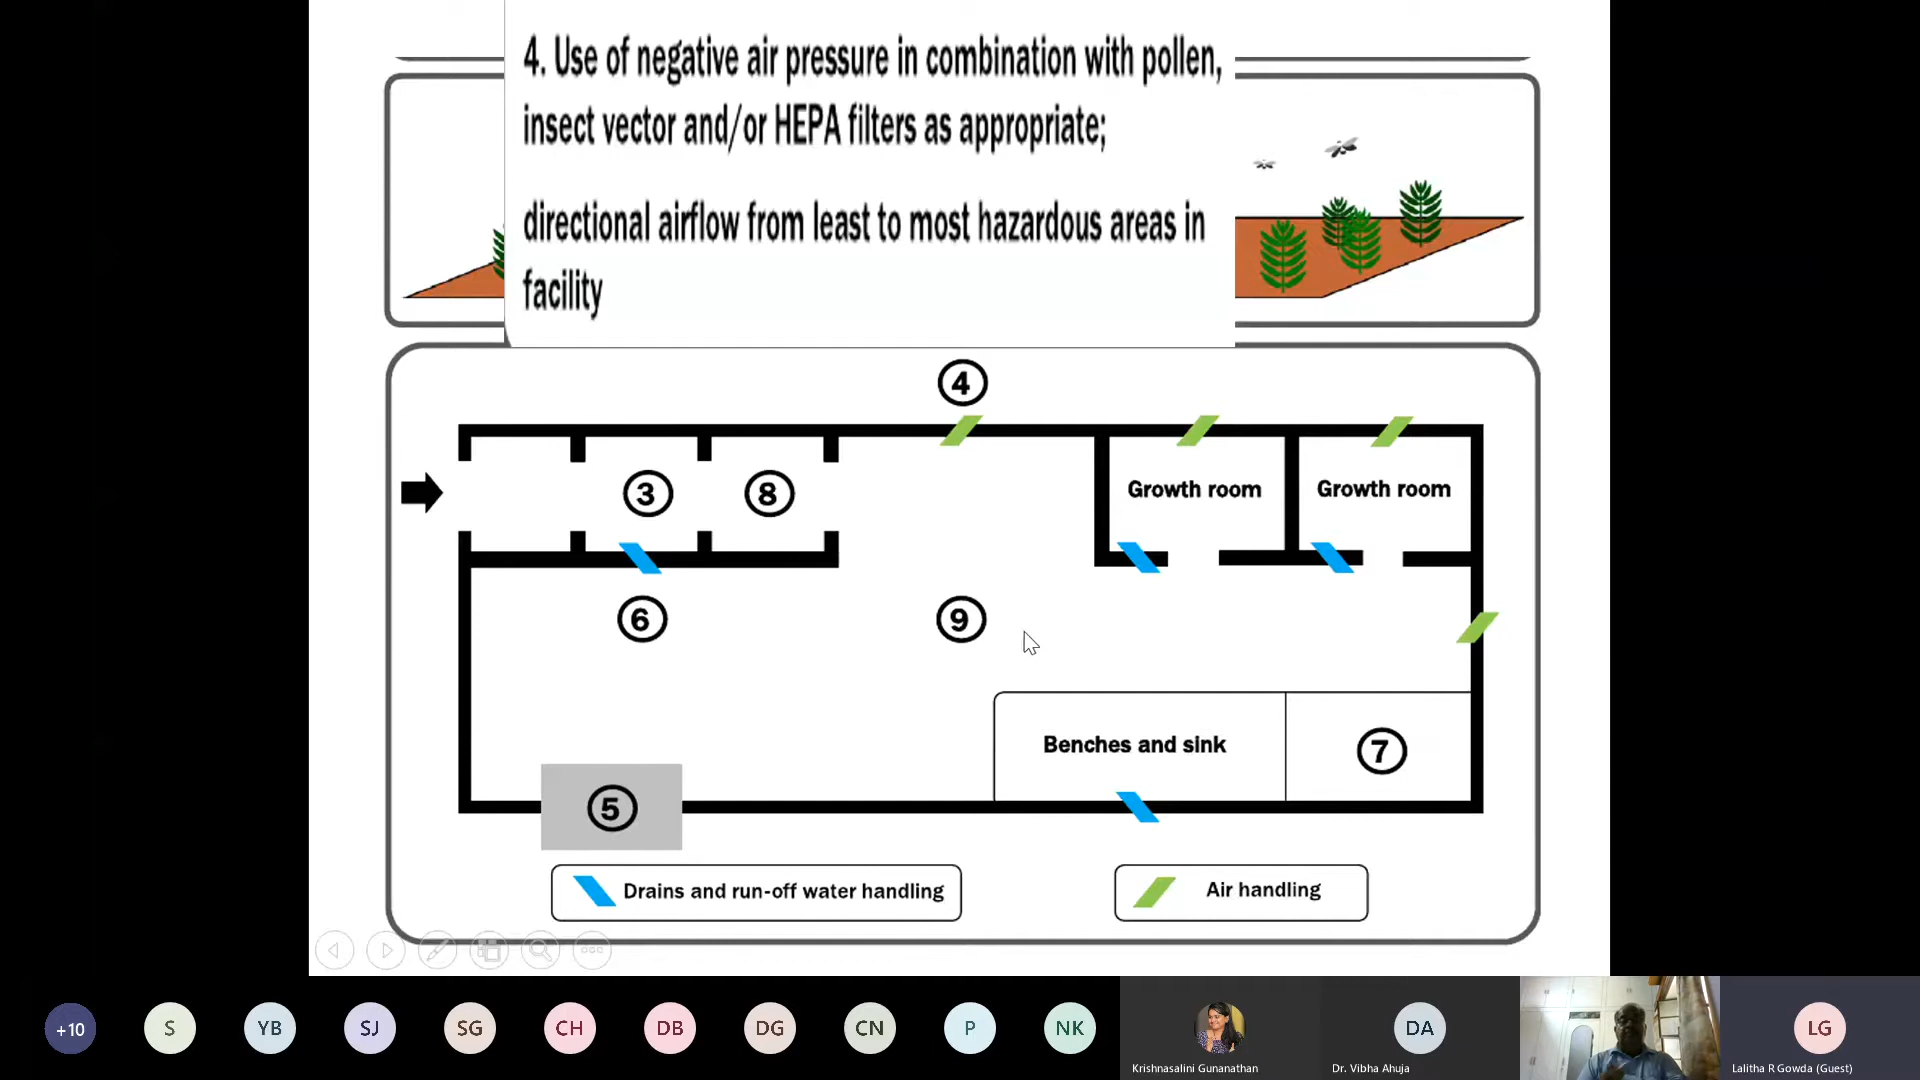 4. Use of negative air pressure in combination with pollen,
insect vector and/or HEPA filters as appropriate;
directional airflow from least to most hazardous areas in
facility
4
3
8
Growth room
Growth room
6
9
Benches and sink
7
5
Drains and run-off water handling
Air handling
+10
S
YB
SJ
SG
CH
DB
DG
CN
P
NK
DA
LG
Krishnasalini Gunanathan
Dr. Vibha Ahuja
Lalitha R Gowda (Guest)